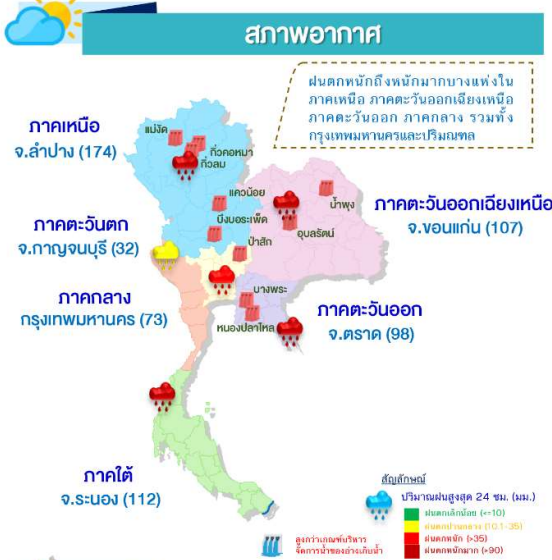 สภาพอากาศ
ฝนตกหนักถึงหนักมากบางแห่งใน
ภาคเหนือ ภาคตะวันออกเฉียงเหนือ
ภาคตะวันออก ภาคกลาง รวมทั้ง
กรุงเทพมหานครและปริมณฑล
ภาคเหนือ
จ.ลำปาง (174)
แม่งัด
กิ่วคอหมา
กิ่วลม
แควน้อย
บึงบอระเพ็ด
ป่าสัก
น้ำพุง
อุบลรัตน์
ภาคตะวันออกเฉียงเหนือ
จ.ขอนแก่น (107)
ภาคตะวันตก
จ.กาญจนบุรี (32)
ภาคกลาง
กรุงเทพมหานคร (73)
บางพระ
หนองปลาไหล
ภาคตะวันออก
จ.ตราด (98)
ภาคใต้
จ.ระนอง (112)
สัญลักษณ์
ปริมาณฝนสูงสุด 24 ชม. (มม.)
ฝนตกเล็กน้อย (<=10)
ฝนตกปานกลาง (10.1-35)
ฝนตกหนัก (>35)
ฝนตกหนักมาก (>90)
สูงกว่าเกณฑ์บริหาร
จัดการน้ำของอ่างเก็บน้ำ